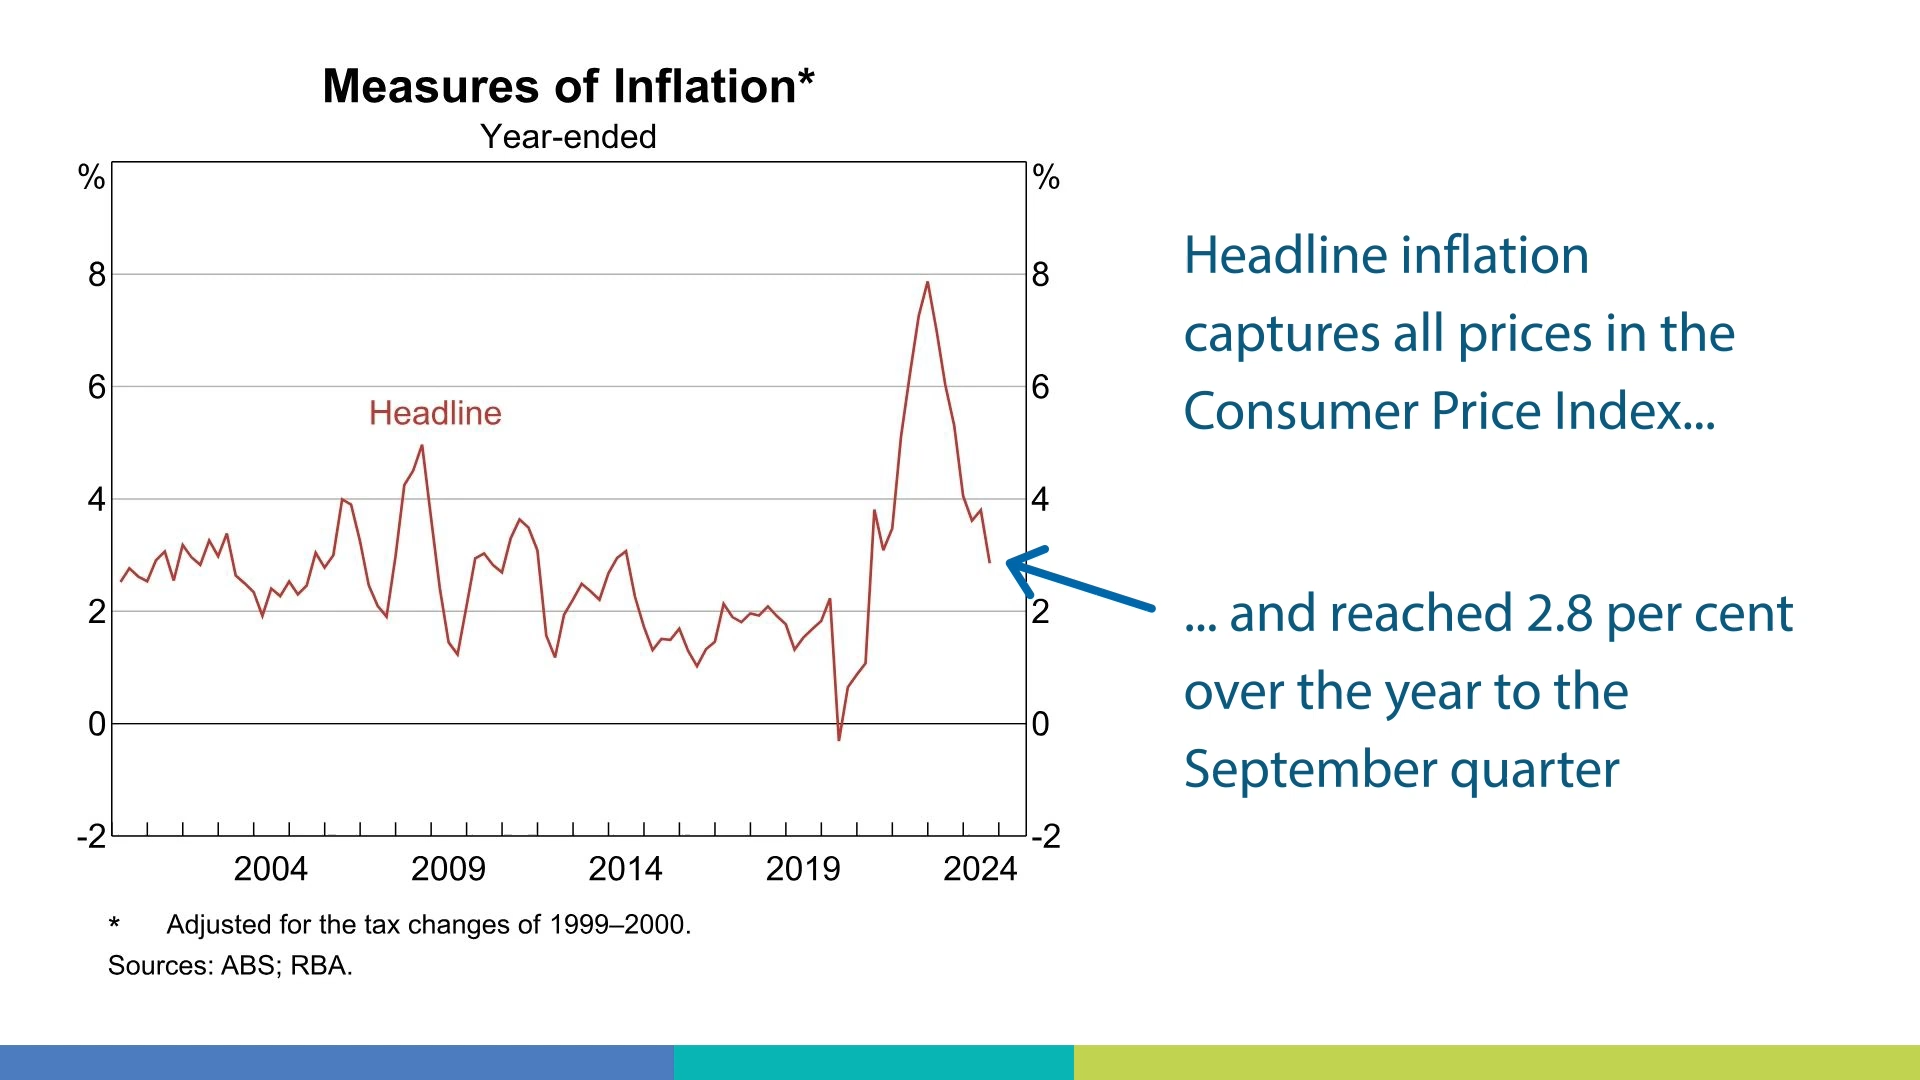 Measures of Inflation*
Year-ended
% %
8 8
6 6
Headline
4 4
2 2
0 0
-2 -2
2004 2009 2014 2019 2024
* Adjusted for the tax changes of 1999–2000.
Sources: ABS; RBA.
Headline inflation
captures all prices in the
Consumer Price Index...
... and reached 2.8 per cent
over the year to the
September quarter